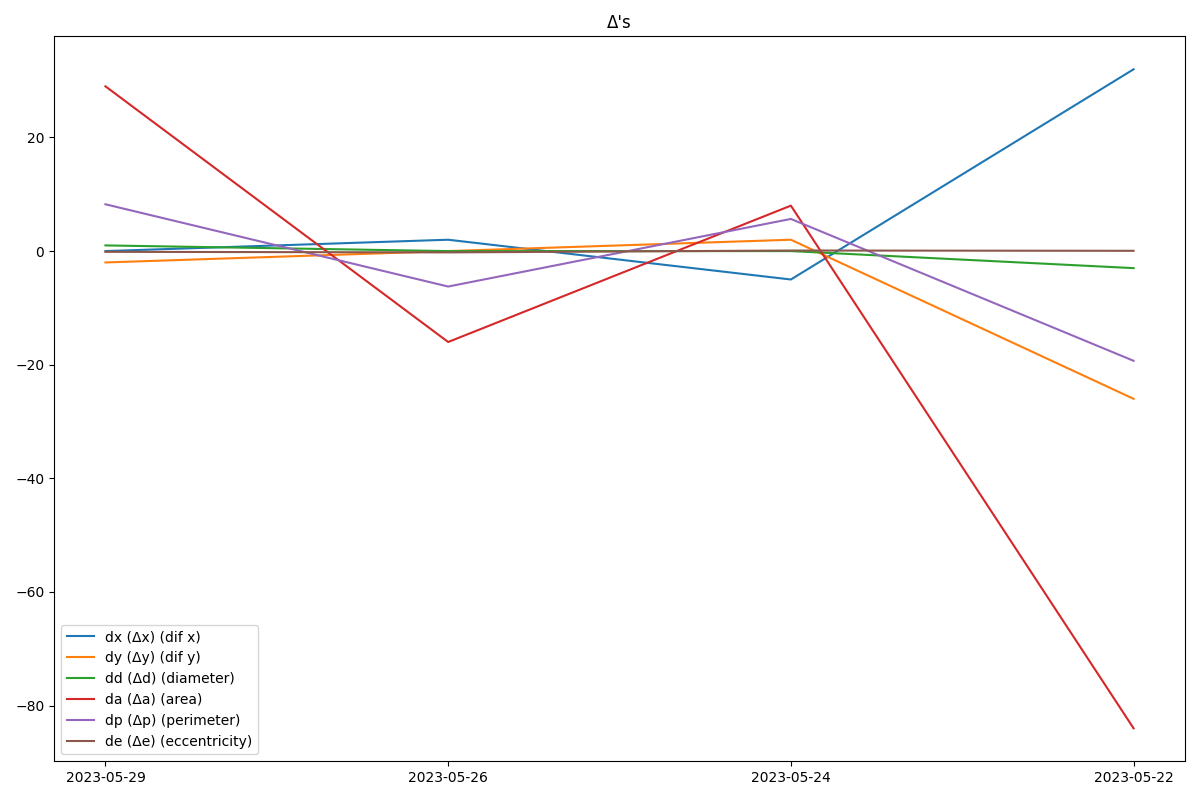 Δ's
20
0
−20
−40
−60
−80
dx (Δx) (dif x)
dy (Δy) (dif y)
dd (Δd) (diameter)
da (Δa) (area)
dp (Δp) (perimeter)
de (Δe) (eccentricity)
2023-05-29 2023-05-26 2023-05-24 2023-05-22